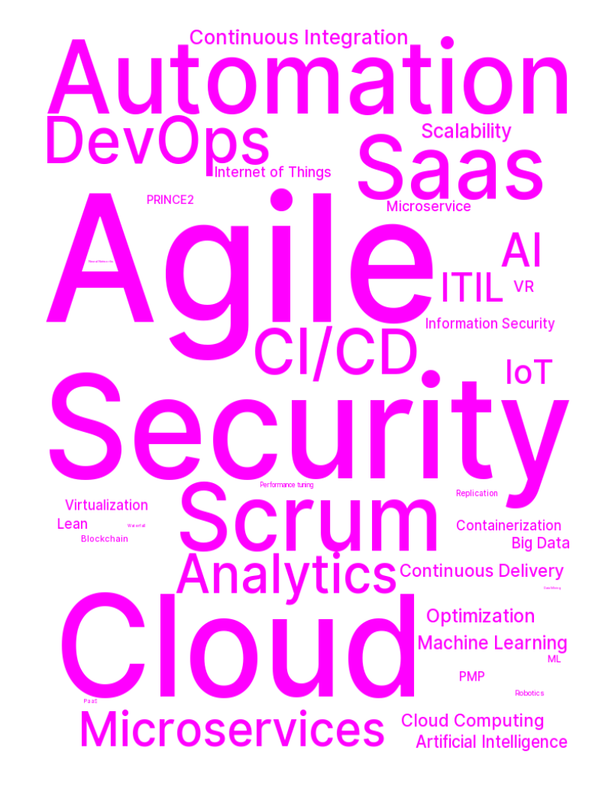 Continuous Integration
Automation
DevOps
Scalability
Saas
Internet of Things
PRINCE2
Microservice
Agile
AI
ITIL
VR
Information Security
CI/CD
IoT
Security
Performance tuning
Replication
Scrum
Virtualization
Lean
Waterfall
Containerization
Blockchain
Big Data
Analytics
Continuous Delivery
Cloud
Optimization
Machine Learning
ML
PMP
Robotics
PaaS
Microservices
Cloud Computing
Artificial Intelligence